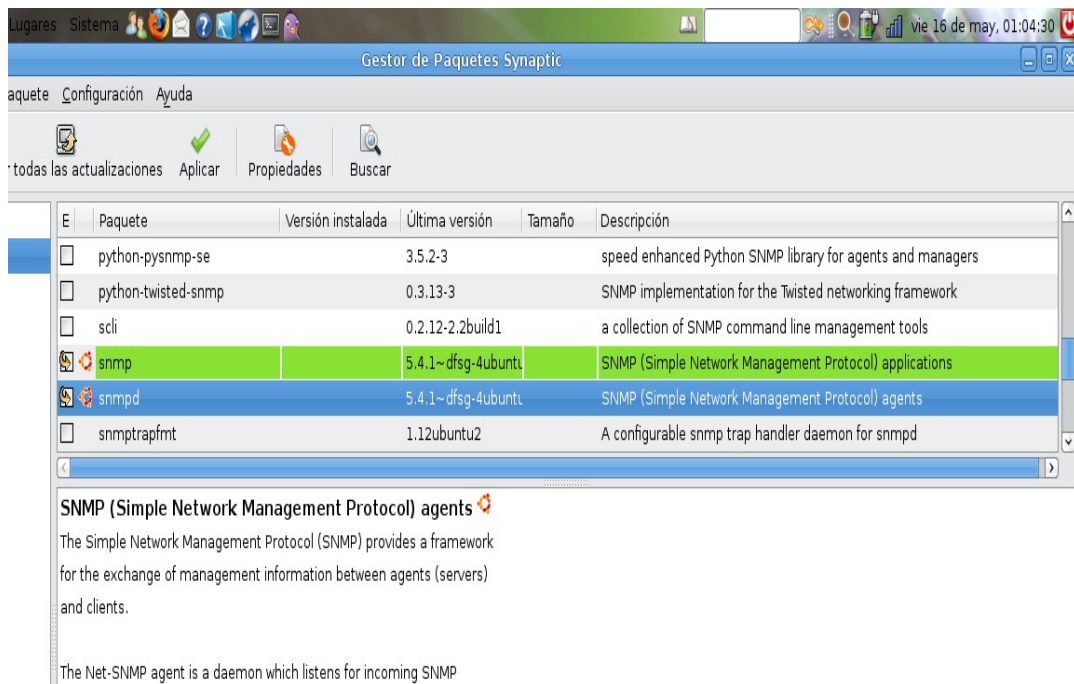 Lugares Sistema vie 16 de may, 01:04:30
Gestor de Paquetes Synaptic
aquete Configuración Ayuda
r todas las actualizaciones Aplicar Propiedades Buscar
E Paquete Versión instalada Última versión Tamaño Descripción
python-pysnmp-se 3.5.2-3 speed enhanced Python SNMP library for agents and managers
python-twisted-snmp 0.3.13-3 SNMP implementation for the Twisted networking framework
scli 0.2.12-2.2build1 a collection of SNMP command line management tools
snmp 5.4.1~dfsg-4ubuntu SNMP (Simple Network Management Protocol) applications
snmpd 5.4.1~dfsg-4ubuntu SNMP (Simple Network Management Protocol) agents
snmptrapfmt 1.12ubuntu2 A configurable snmp trap handler daemon for snmpd
SNMP (Simple Network Management Protocol) agents
The Simple Network Management Protocol (SNMP) provides a framework
for the exchange of management information between agents (servers)
and clients.
The Net-SNMP agent is a daemon which listens for incoming SNMP